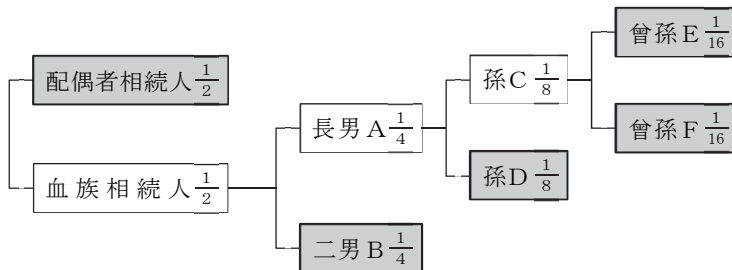 配偶者相続人 1/2
血族相続人 1/2
長男A 1/4
二男B 1/4
孫C 1/8
孫D 1/8
曾孫E 1/16
曾孫F 1/16